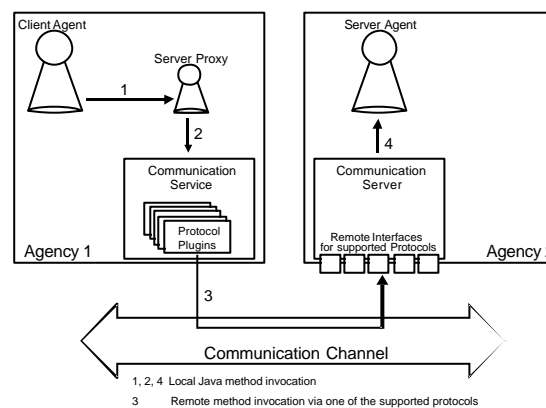 Client Agent
Server Proxy
1
2
Communication
Service
Protocol
Plugins
Agency 1
3
Server Agent
4
Communication
Server
Remote Interfaces
for supported Protocols
Agency
Communication Channel
1, 2, 4 Local Java method invocation
3 Remote method invocation via one of the supported protocols